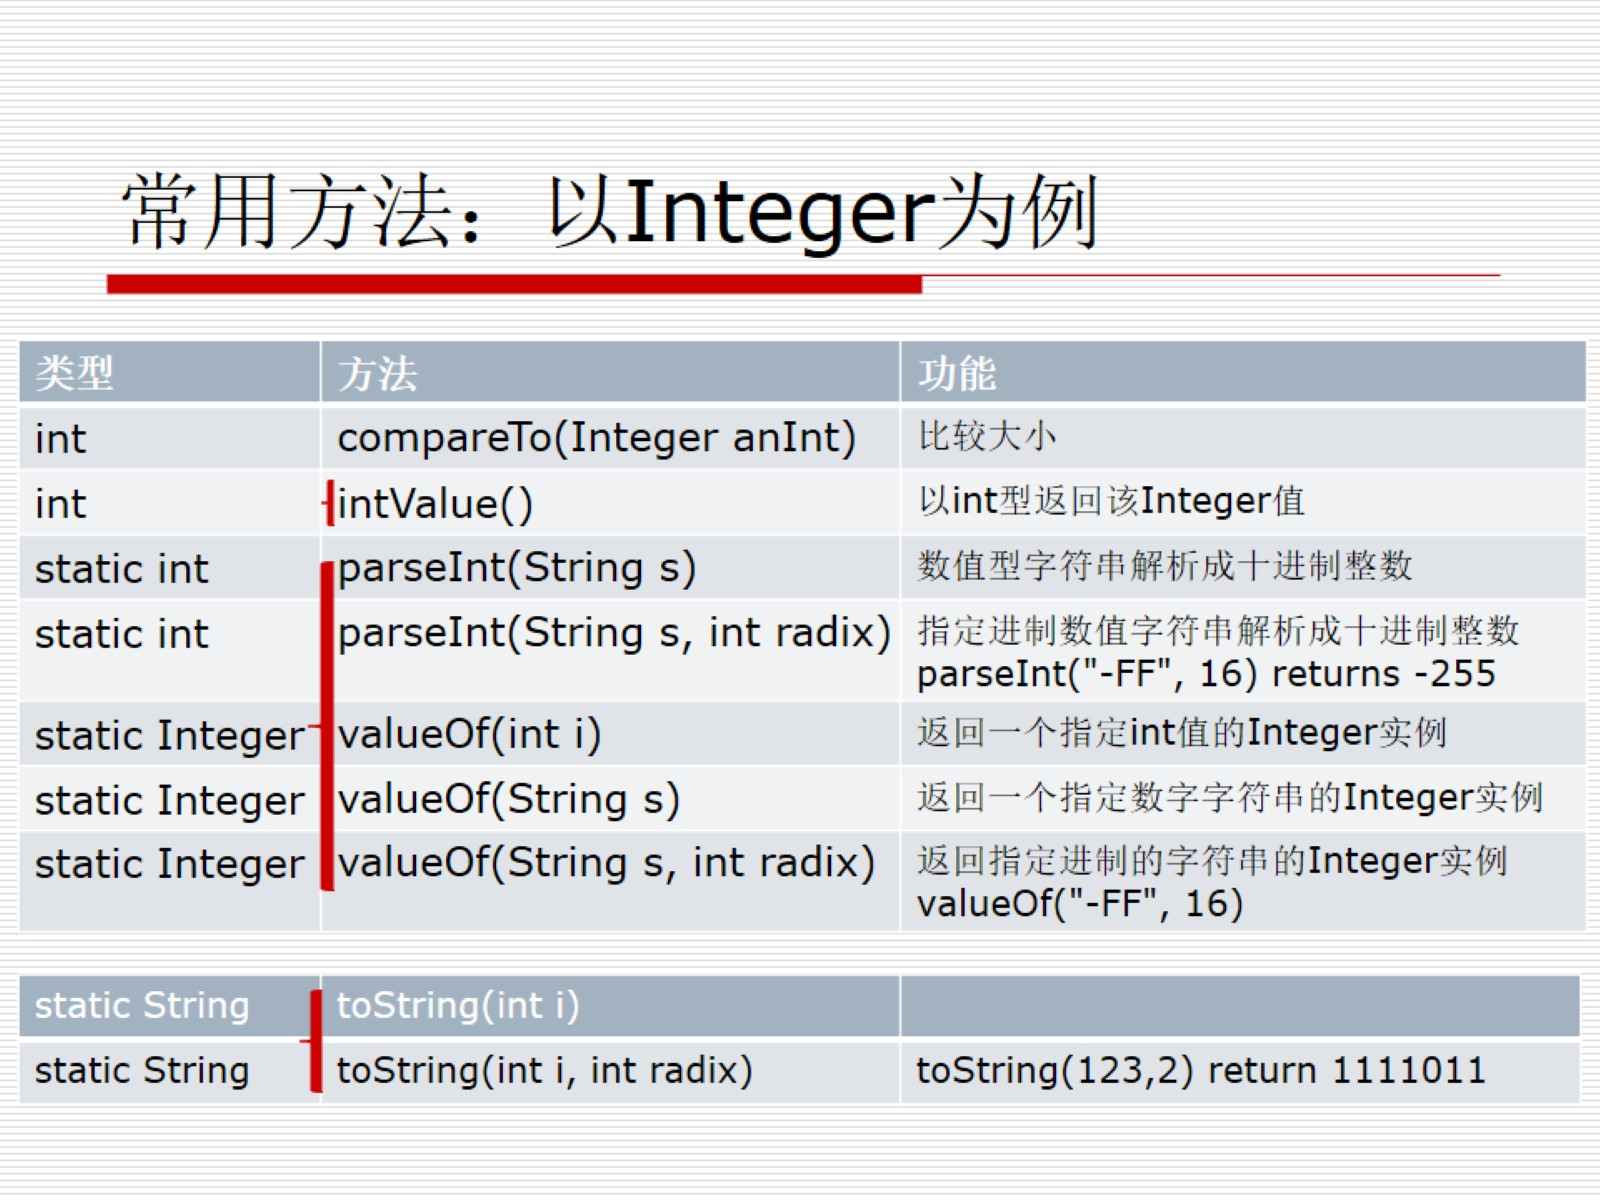 常用方法：以Integer为例
类型 方法 功能
int compareTo(Integer anInt) 比较大小
int intValue() 以int型返回该Integer值
static int parseInt(String s) 数值型字符串解析成十进制整数
static int parseInt(String s, int radix) 指定进制数值字符串解析成十进制整数
parseInt("-FF", 16) returns -255
static Integer valueOf(int i) 返回一个指定int值的Integer实例
static Integer valueOf(String s) 返回一个指定数字字符串的Integer实例
static Integer valueOf(String s, int radix) 返回指定进制的字符串的Integer实例
valueOf("-FF", 16)
static String toString(int i)
static String toString(int i, int radix) toString(123,2) return 1111011